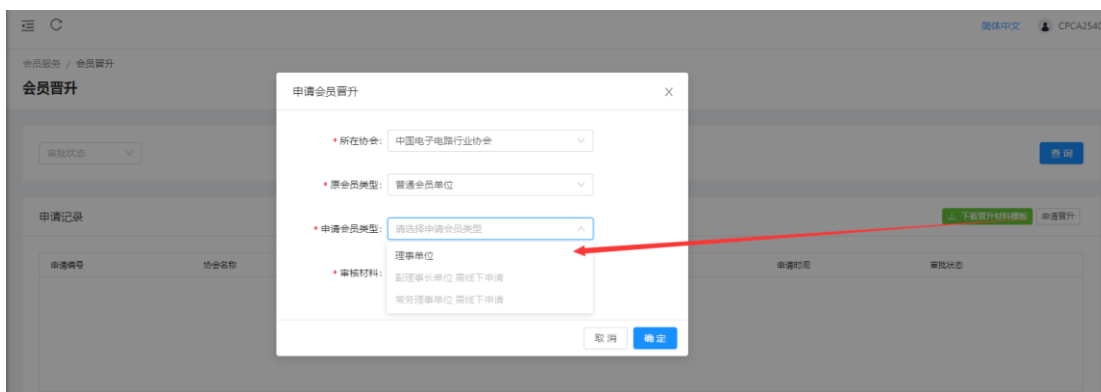 简体中文 CPCA2540
会员服务 / 会员晋升
会员晋升
申请会员晋升
* 所在协会: 中国电子电路行业协会
审批状态
查 询
* 原会员类型: 普通会员单位
申请记录
下载晋升材料模板 申请晋升
* 申请会员类型: 请选择申请会员类型
理事单位
申请编号 协会名称 申请时间 审批状态
* 审核材料:
副理事长单位 需线下申请
常务理事单位 需线下申请
取 消 确 定